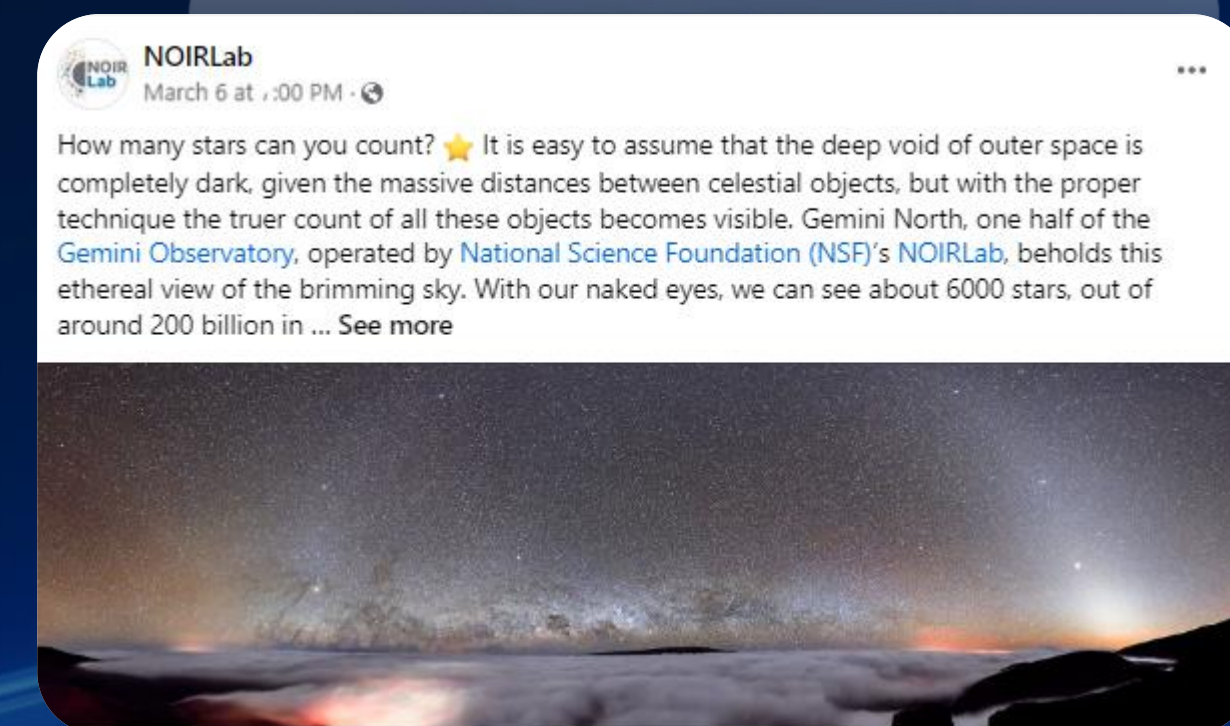 NOIR
Lab
NOIRLab
March 6 at :00 PM ·
How many stars can you count? ⭐ It is easy to assume that the deep void of outer space is
completely dark, given the massive distances between celestial objects, but with the proper
technique the truer count of all these objects becomes visible. Gemini North, one half of the
Gemini Observatory, operated by National Science Foundation (NSF)'s NOIRLab, beholds this
ethereal view of the brimming sky. With our naked eyes, we can see about 6000 stars, out of
around 200 billion in ... See more